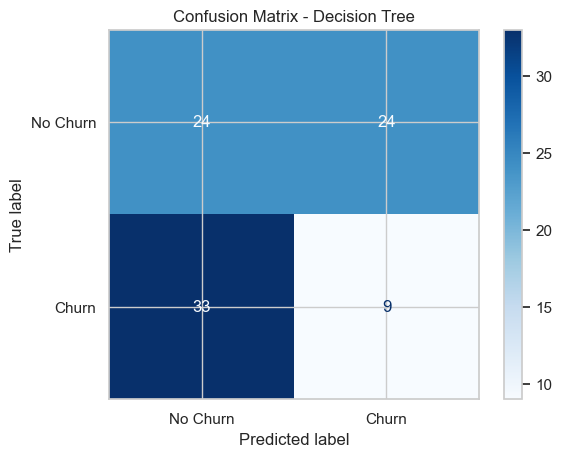 Confusion Matrix - Decision Tree
True label
No Churn
Churn
24
24
33
9
No Churn
Churn
Predicted label
30
25
20
15
10